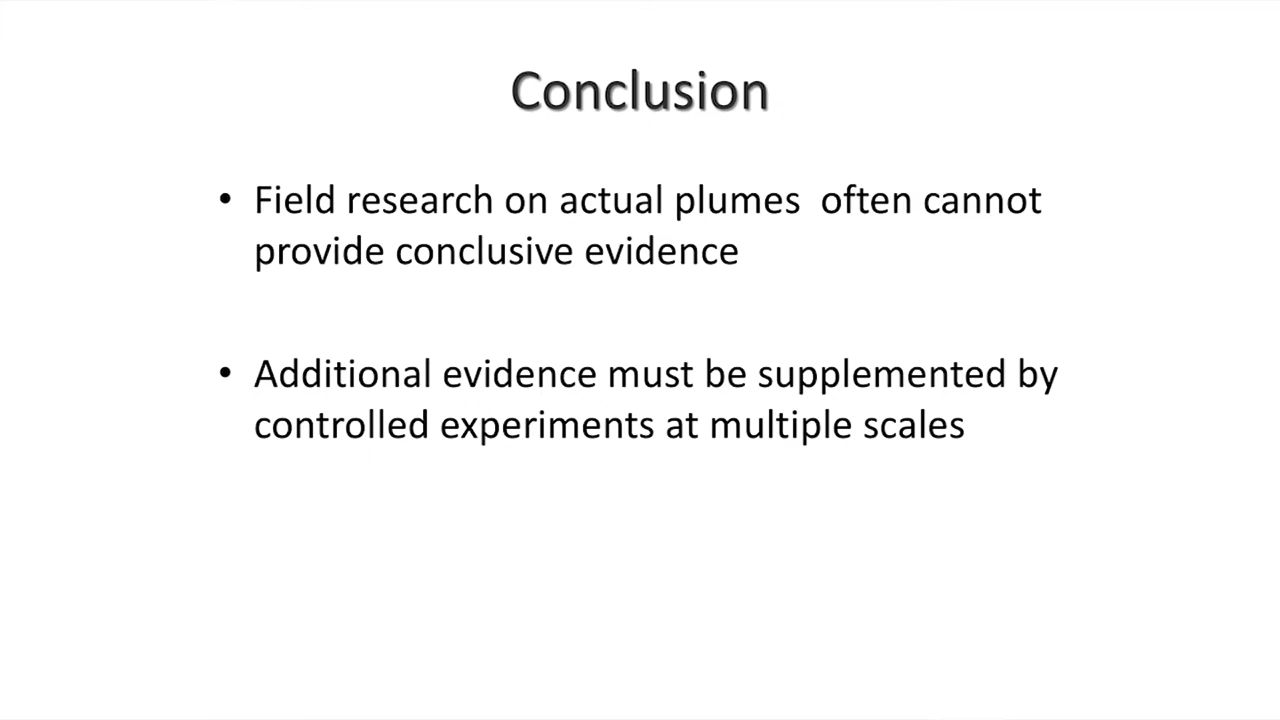 Conclusion
• Field research on actual plumes  often cannot
provide conclusive evidence
• Additional evidence must be supplemented by
controlled experiments at multiple scales